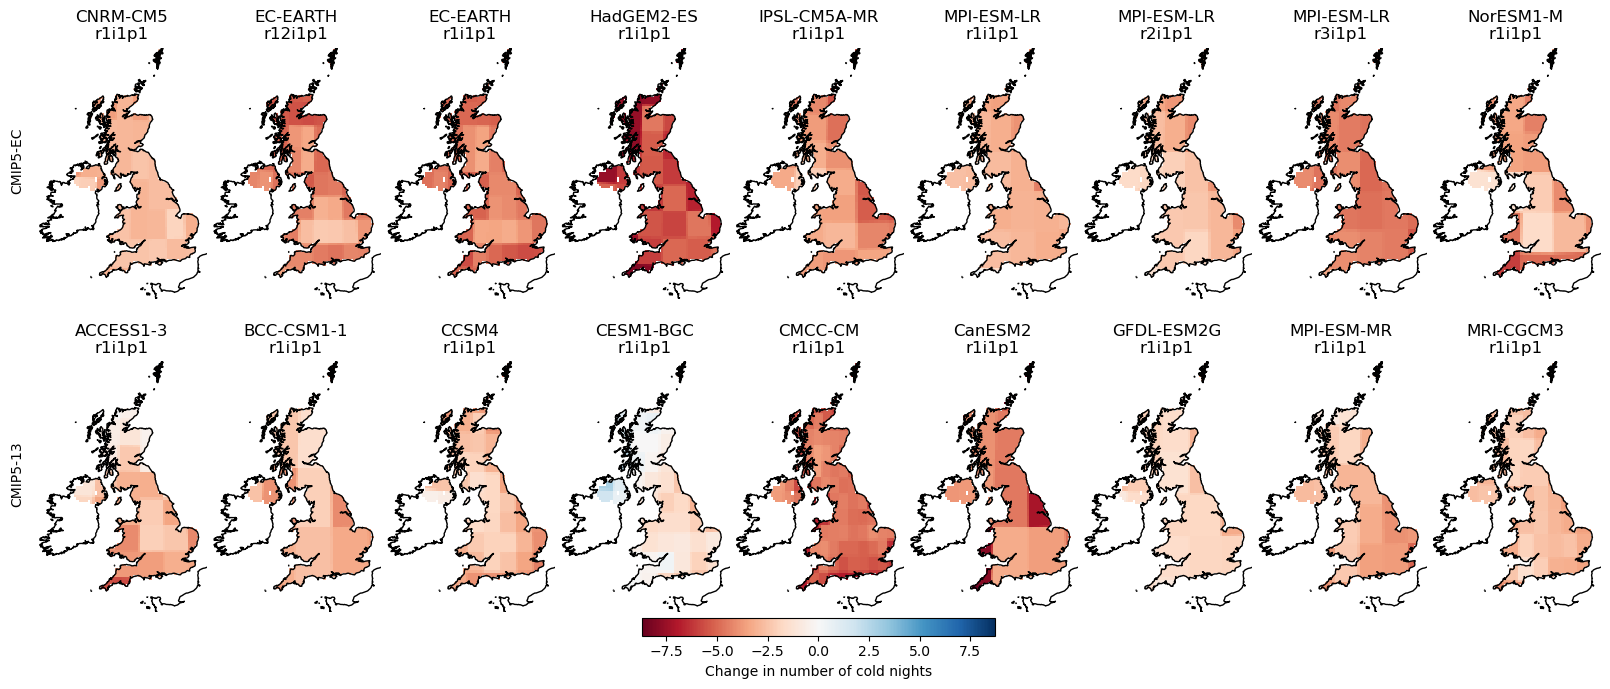 CNRM-CM5 EC-EARTH EC-EARTH HadGEM2-ES IPSL-CM5A-MR MPI-ESM-LR MPI-ESM-LR MPI-ESM-LR NorESM1-M
r1i1p1 r12i1p1 r1i1p1 r1i1p1 r1i1p1 r1i1p1 r2i1p1 r3i1p1 r1i1p1
CMIP5-EC
ACCESS1-3 BCC-CSM1-1 CCSM4 CESM1-BGC CMCC-CM CanESM2 GFDL-ESM2G MPI-ESM-MR MRI-CGCM3
r1i1p1 r1i1p1 r1i1p1 r1i1p1 r1i1p1 r1i1p1 r1i1p1 r1i1p1 r1i1p1
CMIP5-13
−7.5 −5.0 −2.5 0.0 2.5 5.0 7.5
Change in number of cold nights